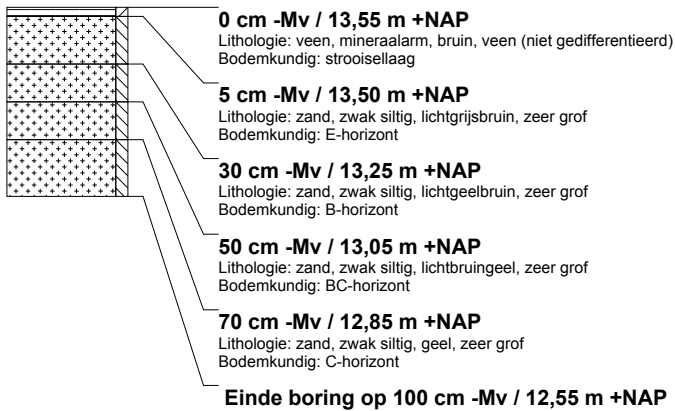 0 cm -Mv / 13,55 m +NAP
Lithologie: veen, mineraalarm, bruin, veen (niet gedifferentieerd)
Bodemkundig: strooisellaag
5 cm -Mv / 13,50 m +NAP
Lithologie: zand, zwak siltig, lichtgrijsbruin, zeer grof
Bodemkundig: E-horizont
30 cm -Mv / 13,25 m +NAP
Lithologie: zand, zwak siltig, lichtgeelbruin, zeer grof
Bodemkundig: B-horizont
50 cm -Mv / 13,05 m +NAP
Lithologie: zand, zwak siltig, lichtbruingeel, zeer grof
Bodemkundig: BC-horizont
70 cm -Mv / 12,85 m +NAP
Lithologie: zand, zwak siltig, geel, zeer grof
Bodemkundig: C-horizont
Einde boring op 100 cm -Mv / 12,55 m +NAP